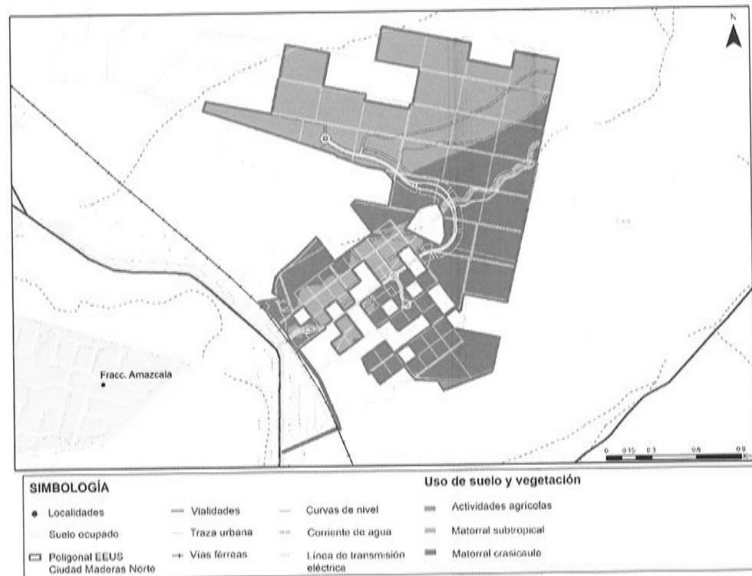 N
Fracc. Amazcala
0 0.15 0.3 0.6 0.9
SIMBOLOGÍA
Localidades
Suelo ocupado
Poligonal EEUS
Ciudad Maderas Norte
Vialidades
Traza urbana
Vías férreas
Curvas de nivel
Corriente de agua
Línea de transmisión
eléctrica
Uso de suelo y vegetación
Actividades agrícolas
Matorral subtropical
Matorral crasicaule